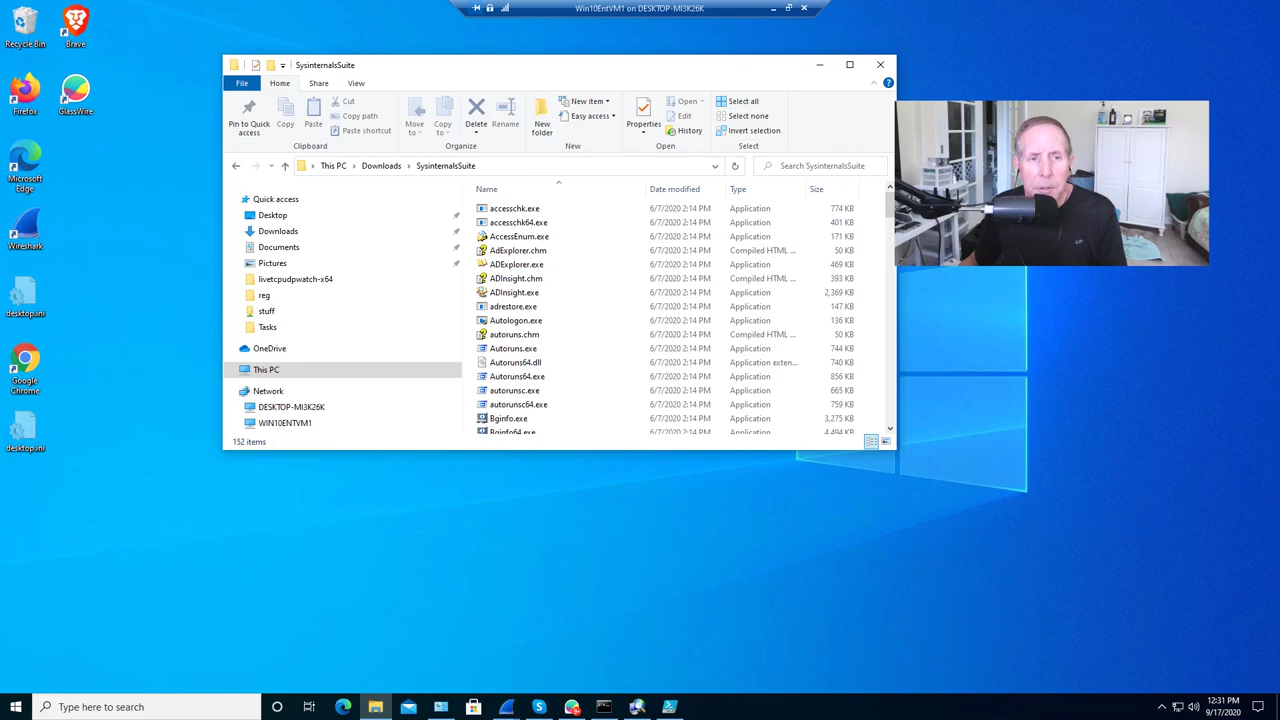 Win10EntVM1 on DESKTOP-MI3K26K
Recycle Bin
Brave
Firefox
GlassWire
Microsoft
Edge
Wireshark
desktop.ini
Google
Chrome
desktop.ini
SysinternalsSuite
File Home Share View
Pin to Quick
access
Copy
Paste
Cut
Copy path
Paste shortcut
Clipboard
Move
to
Copy
to
Delete
Rename
Organize
New
folder
New item
Easy access
New
Properties
Open
Edit
History
Open
Select all
Select none
Invert selection
Select
This PC > Downloads > SysinternalsSuite
Search SysinternalsSuite
Quick access
Desktop
Downloads
Documents
Pictures
livetcpudpwatch-x64
reg
stuff
Tasks
OneDrive
This PC
Network
DESKTOP-MI3K26K
WIN10ENTVM1
Name Date modified Type Size
accesschk.exe 6/7/2020 2:14 PM Application 774 KB
accesschk64.exe 6/7/2020 2:14 PM Application 401 KB
AccessEnum.exe 6/7/2020 2:14 PM Application 171 KB
AdExplorer.chm 6/7/2020 2:14 PM Compiled HTML ... 50 KB
ADExplorer.exe 6/7/2020 2:14 PM Application 469 KB
ADInsight.chm 6/7/2020 2:14 PM Compiled HTML ... 393 KB
ADInsight.exe 6/7/2020 2:14 PM Application 2,369 KB
adrestore.exe 6/7/2020 2:14 PM Application 147 KB
Autologon.exe 6/7/2020 2:14 PM Application 136 KB
autoruns.chm 6/7/2020 2:14 PM Compiled HTML ... 50 KB
Autoruns.exe 6/7/2020 2:14 PM Application 744 KB
Autoruns64.dll 6/7/2020 2:14 PM Application exten... 740 KB
Autoruns64.exe 6/7/2020 2:14 PM Application 856 KB
autorunsc.exe 6/7/2020 2:14 PM Application 665 KB
autorunsc64.exe 6/7/2020 2:14 PM Application 759 KB
Bginfo.exe 6/7/2020 2:14 PM Application 3,275 KB
Bginfo64.exe 6/7/2020 2:14 PM Application 4,494 KB
152 items
Type here to search
12:31 PM
9/17/2020